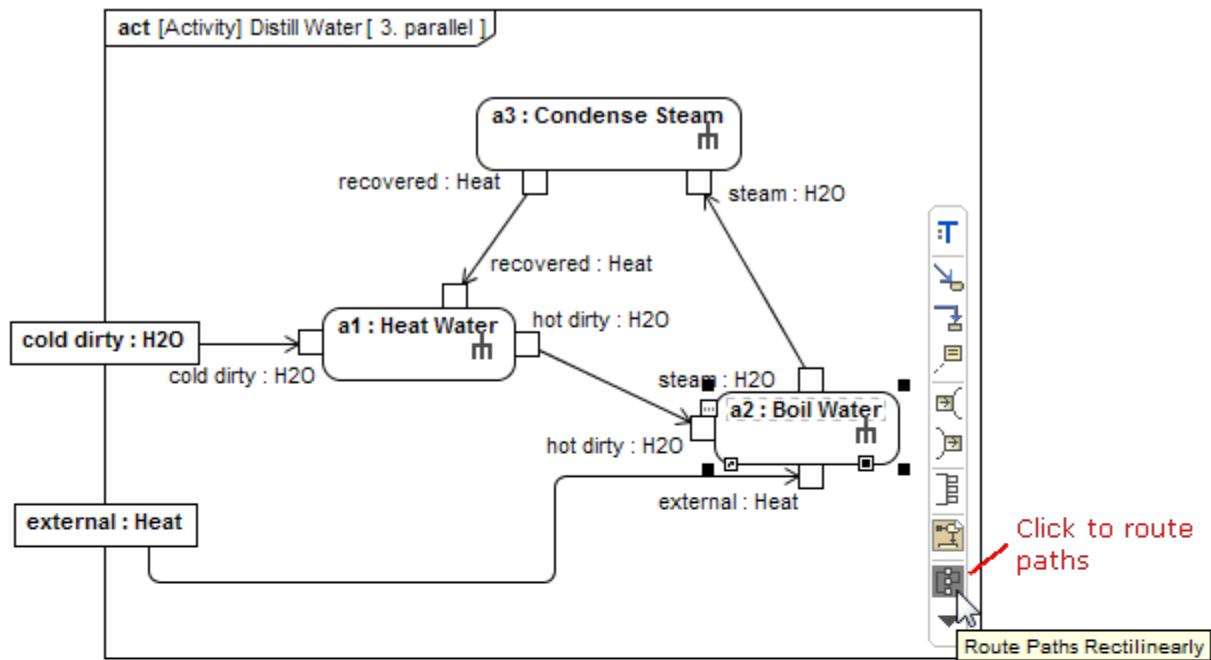 act [Activity] Distill Water [ 3. parallel ]
a3 : Condense Steam
recovered : Heat
steam : H2O
:T
recovered : Heat
hot dirty : H2O
a1 : Heat Water
cold dirty : H2O
cold dirty : H2O
steam : H2O
a2 : Boil Water
hot dirty : H2O
external : Heat
external : Heat
Click to route
paths
Route Paths Rectilinearly